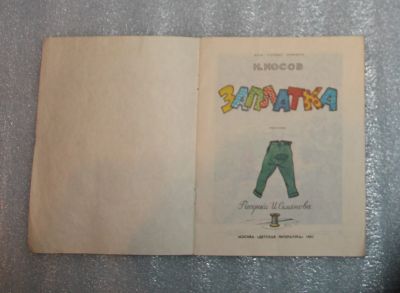 Н. НОСОВ
ЗАПЛАТКА
Рисунки И. Семёнова
МОСКВА «ДЕТСКАЯ ЛИТЕРАТУРА»